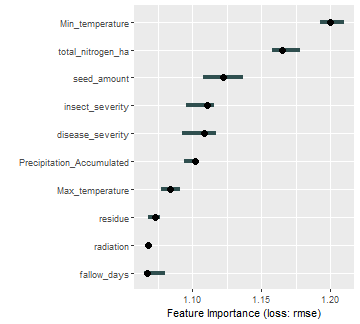 Min_temperature
total_nitrogen_ha
seed_amount
insect_severity
disease_severity
Precipitation_Accumulated
Max_temperature
residue
radiation
fallow_days
1.10 1.15 1.20
Feature Importance (loss: rmse)